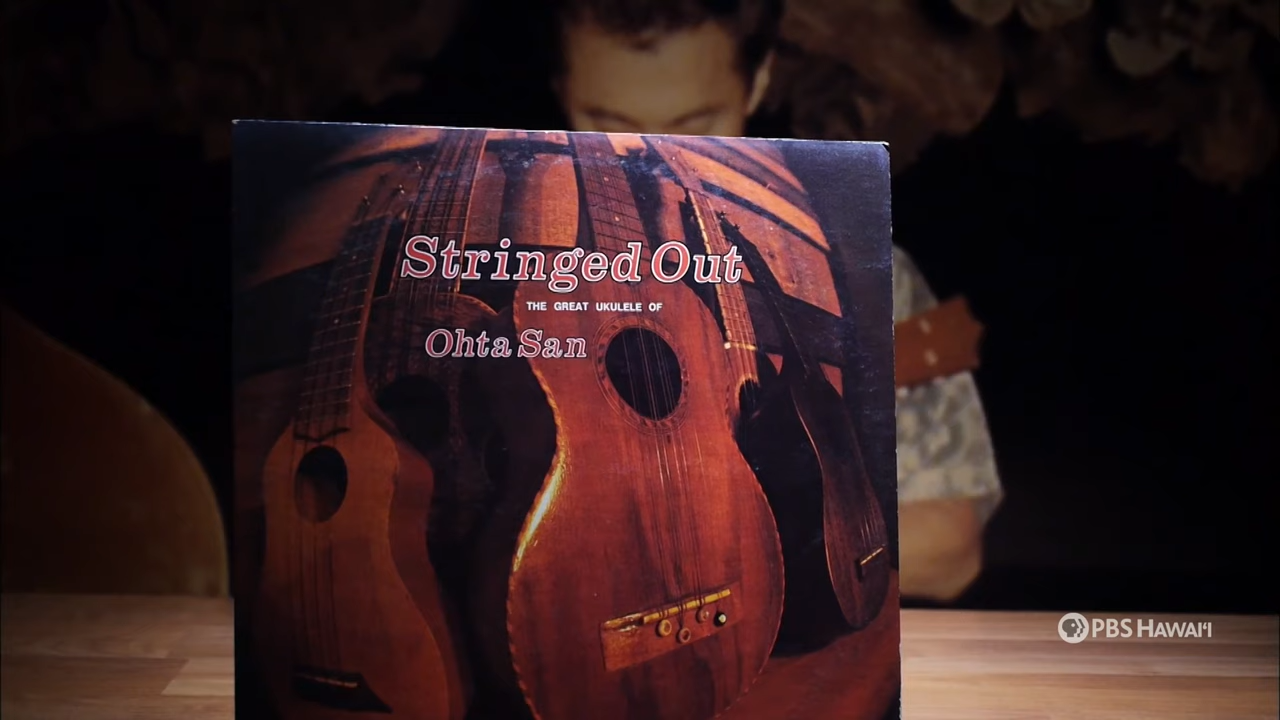 Stringed Out
THE GREAT UKULELE OF
Ohta San
PBS HAWAIʻI